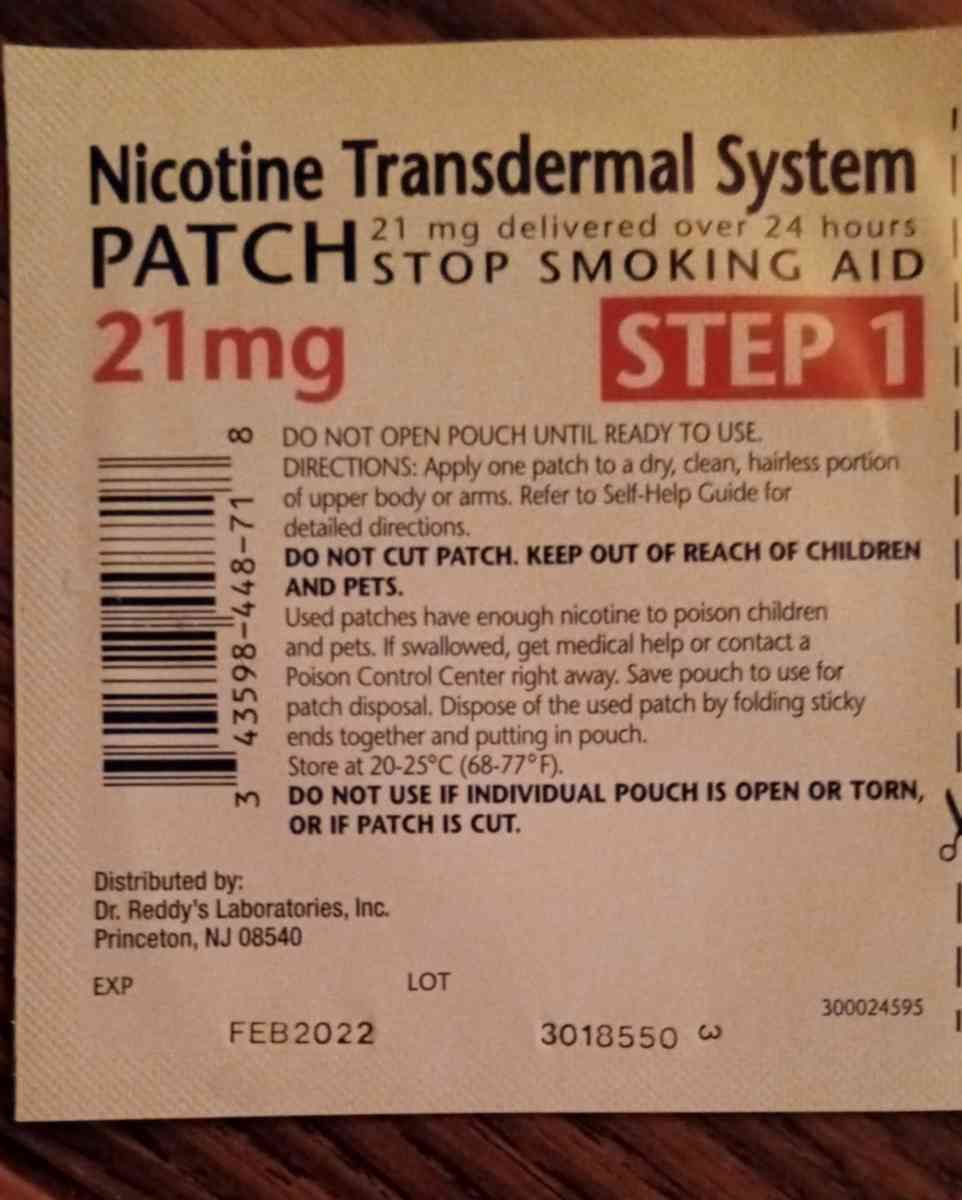 Nicotine Transdermal System
PATCH 21 mg delivered over 24 hours
STOP SMOKING AID
21mg STEP 1
DO NOT OPEN POUCH UNTIL READY TO USE.
DIRECTIONS: Apply one patch to a dry, clean, hairless portion
of upper body or arms. Refer to Self-Help Guide for
detailed directions.
DO NOT CUT PATCH. KEEP OUT OF REACH OF CHILDREN
AND PETS.
Used patches have enough nicotine to poison children
and pets. If swallowed, get medical help or contact a
Poison Control Center right away. Save pouch to use for
patch disposal. Dispose of the used patch by folding sticky
ends together and putting in pouch.
Store at 20-25°C (68-77°F).
DO NOT USE IF INDIVIDUAL POUCH IS OPEN OR TORN,
OR IF PATCH IS CUT.
3 43598-448-71 8
Distributed by:
Dr. Reddy's Laboratories, Inc.
Princeton, NJ 08540
EXP LOT
300024595
FEB2022 3018550 3